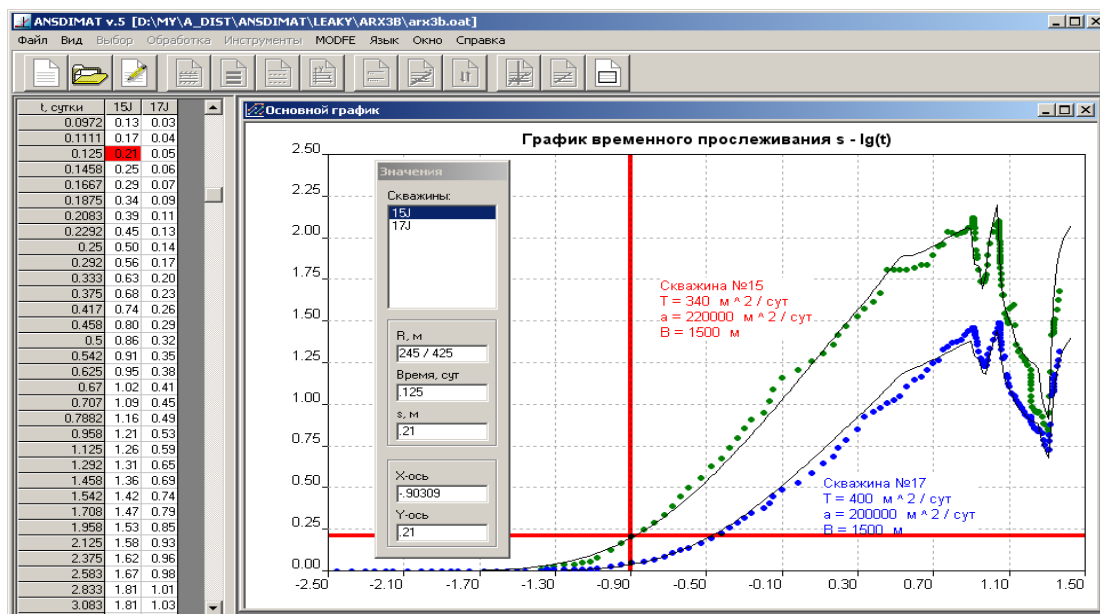 ANSDIMAT v.5 [D:\MY\A_DIST\ANSDIMAT\LEAKY\ARX3B\arx3b.oat]
Файл Вид Выбор Обработка Инструменты MODFE Язык Окно Справка
t, сутки 15J 17J
0.0972 0.13 0.03
0.1111 0.17 0.04
0.125 0.21 0.05
0.1458 0.25 0.06
0.1667 0.29 0.07
0.1875 0.34 0.09
0.2083 0.39 0.11
0.2292 0.45 0.13
0.25 0.50 0.14
0.292 0.56 0.17
0.333 0.63 0.20
0.375 0.68 0.23
0.417 0.74 0.26
0.458 0.80 0.29
0.5 0.86 0.32
0.542 0.91 0.35
0.625 0.95 0.38
0.67 1.02 0.41
0.707 1.09 0.45
0.7882 1.16 0.49
0.958 1.21 0.53
1.125 1.26 0.59
1.292 1.31 0.65
1.458 1.36 0.69
1.542 1.42 0.74
1.708 1.47 0.79
1.958 1.53 0.85
2.125 1.58 0.93
2.375 1.62 0.96
2.583 1.67 0.98
2.833 1.81 1.01
3.083 1.81 1.03
Основной график
График временного прослеживания s - lg(t)
2.50
2.25
2.00
1.75
1.50
1.25
1.00
0.75
0.50
0.25
0.00
-2.50 -2.10 -1.70 -1.30 -0.90 -0.50 -0.10 0.30 0.70 1.10 1.50
Значения
Скважины:
15J
17J
R, м
245 / 425
Время, сут
.125
s, м
.21
X-ось
-.90309
Y-ось
.21
Скважина №15
T = 340 м^2 / сут
a = 220000 м^2 / сут
B = 1500 м
Скважина №17
T = 400 м^2 / сут
a = 200000 м^2 / сут
B = 1500 м